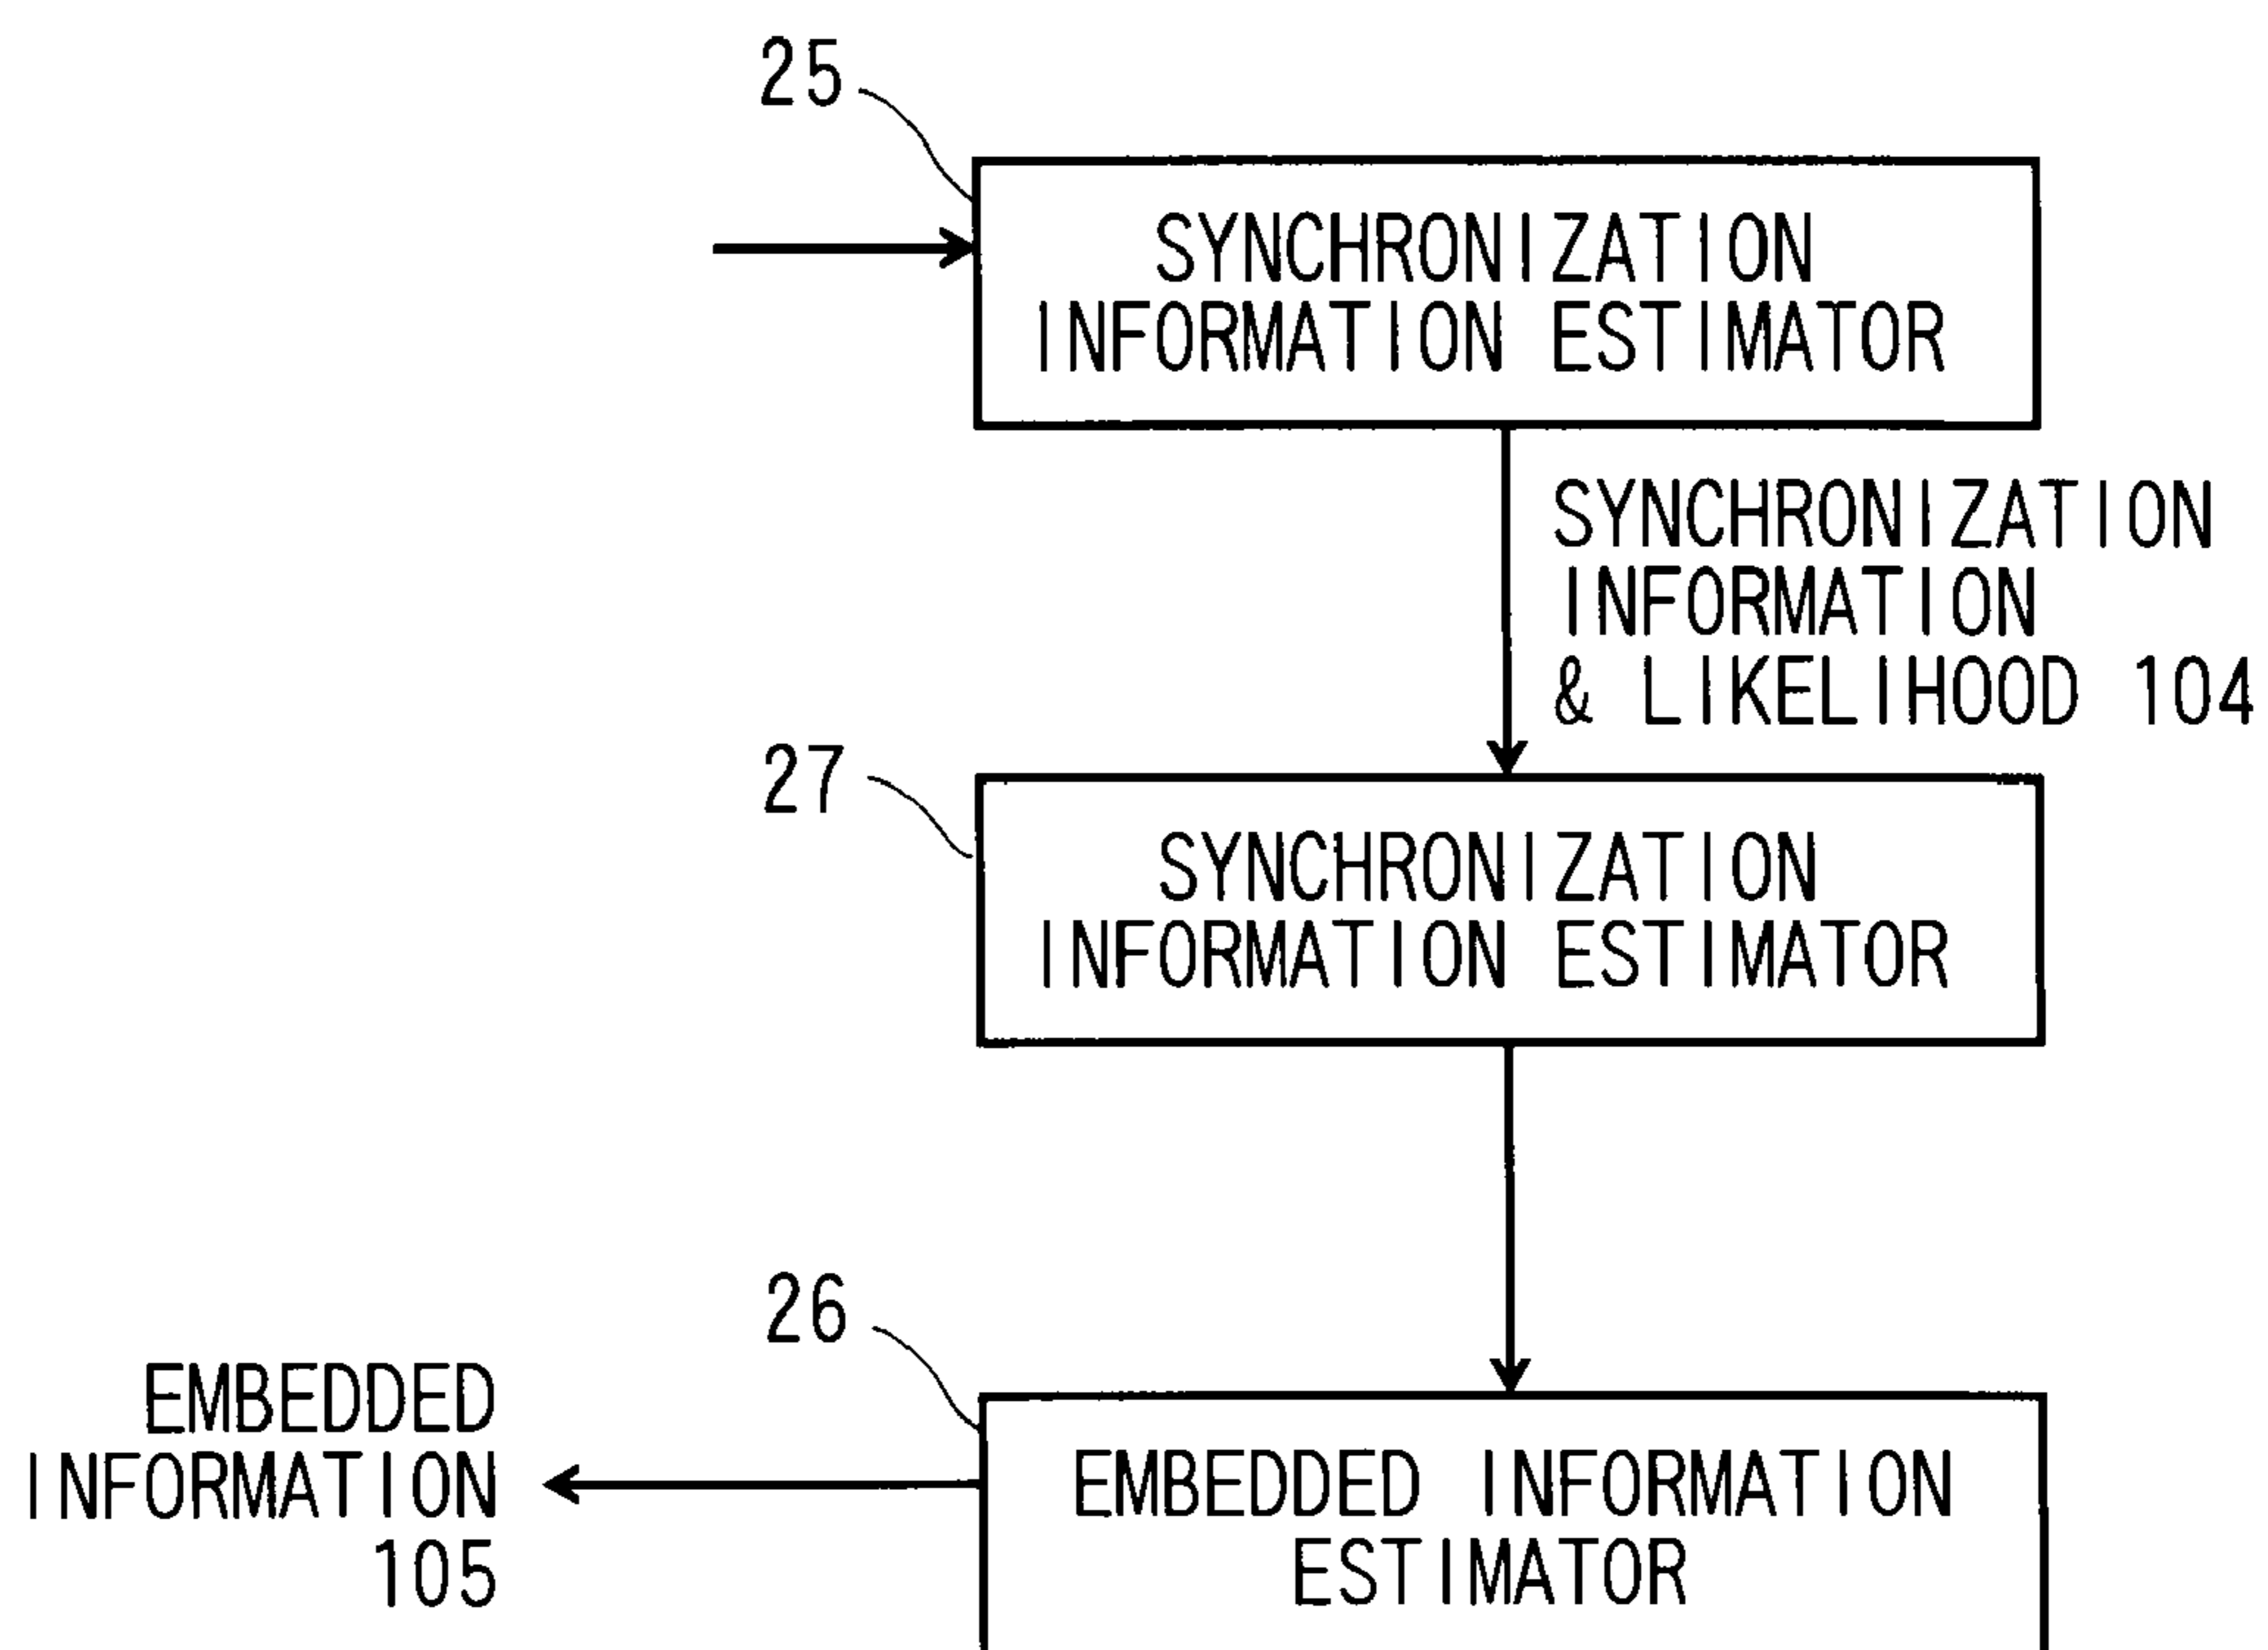 25
SYNCHRONIZATION
INFORMATION ESTIMATOR
SYNCHRONIZATION
INFORMATION
& LIKELIHOOD 104
27
SYNCHRONIZATION
INFORMATION ESTIMATOR
26
EMBEDDED
INFORMATION
105
EMBEDDED INFORMATION
ESTIMATOR